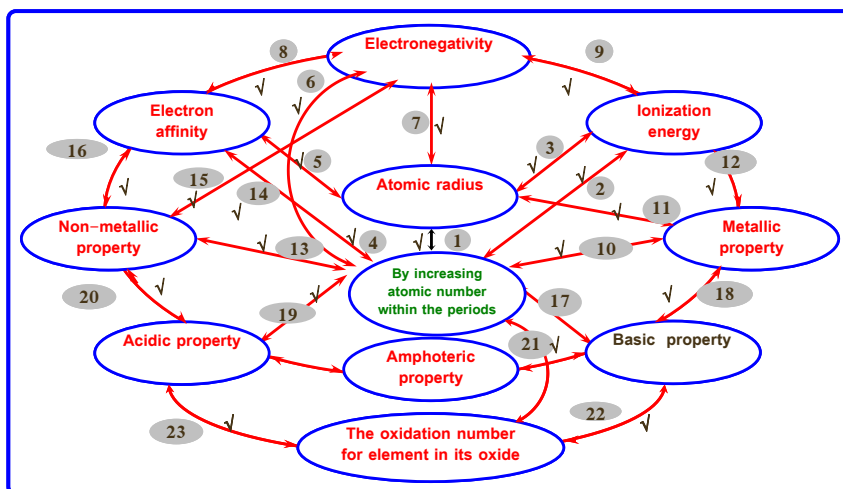 Electronegativity
8
6
9
√
√
√
Electron
affinity
Ionization
energy
7
√
16
5
3
√
12
√
15
14
Atomic radius
2
√
√
√
√
√
√
11
Non−metallic
property
√
13
√
4
√
1
√
10
Metallic
property
By increasing
atomic number
within the periods
20
√
19
√
17
√
18
Acidic property
21
√
Basic property
Amphoteric
property
23
√
22
√
The oxidation number
for element in its oxide